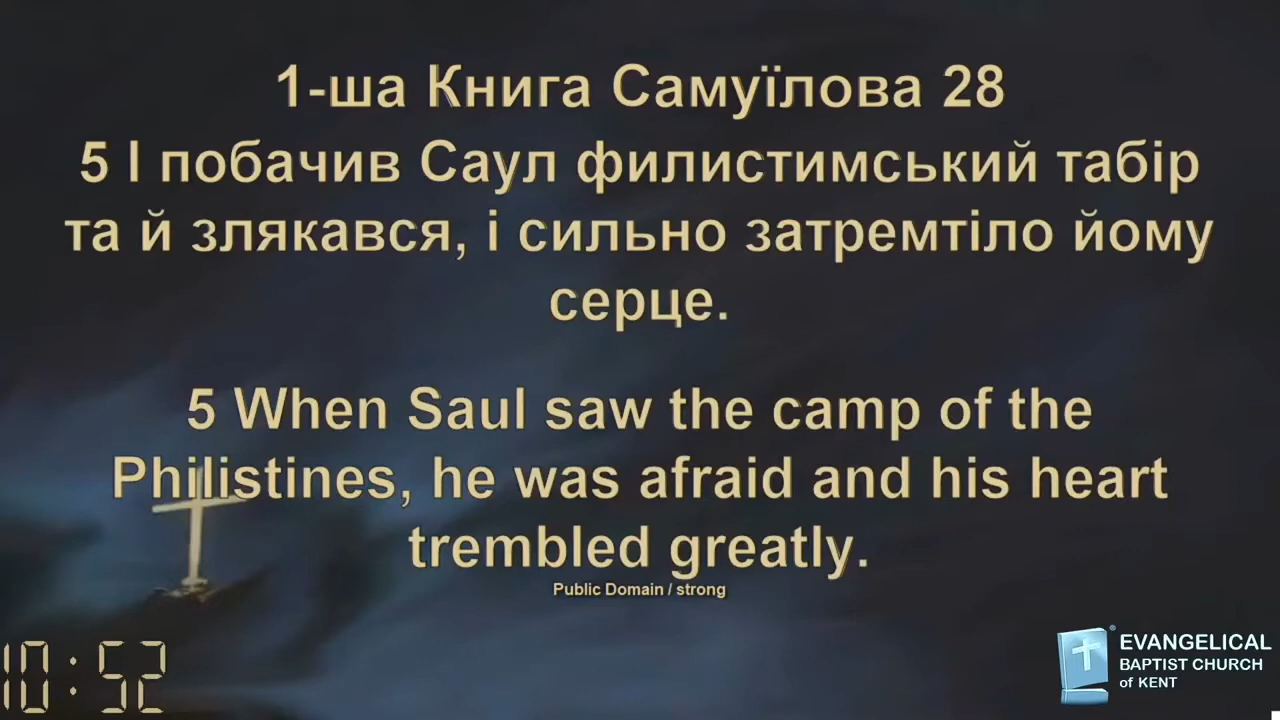 1-ша Книга Самуїлова 28
5 І побачив Саул филистимський табір
та й злякався, і сильно затремтіло йому
серце.
5 When Saul saw the camp of the
Philistines, he was afraid and his heart
trembled greatly.
Public Domain / strong
10:52
EVANGELICAL
BAPTIST CHURCH
of KENT